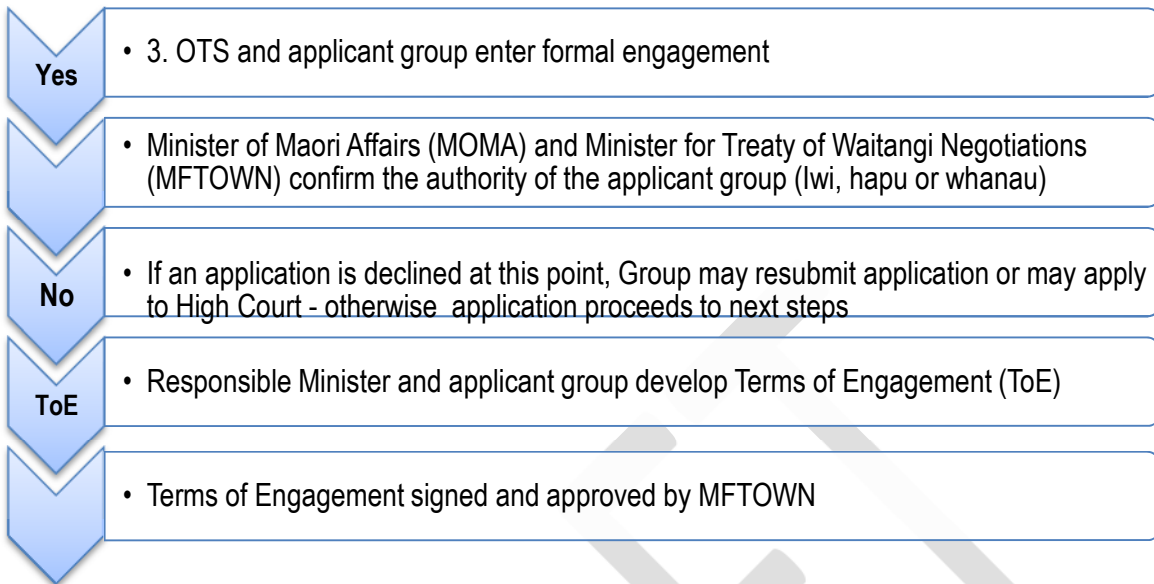 Yes
• 3. OTS and applicant group enter formal engagement
• Minister of Maori Affairs (MOMA) and Minister for Treaty of Waitangi Negotiations
(MFTOWN) confirm the authority of the applicant group (Iwi, hapu or whanau)
No
• If an application is declined at this point, Group may resubmit application or may apply
to High Court - otherwise application proceeds to next steps
ToE
• Responsible Minister and applicant group develop Terms of Engagement (ToE)
• Terms of Engagement signed and approved by MFTOWN